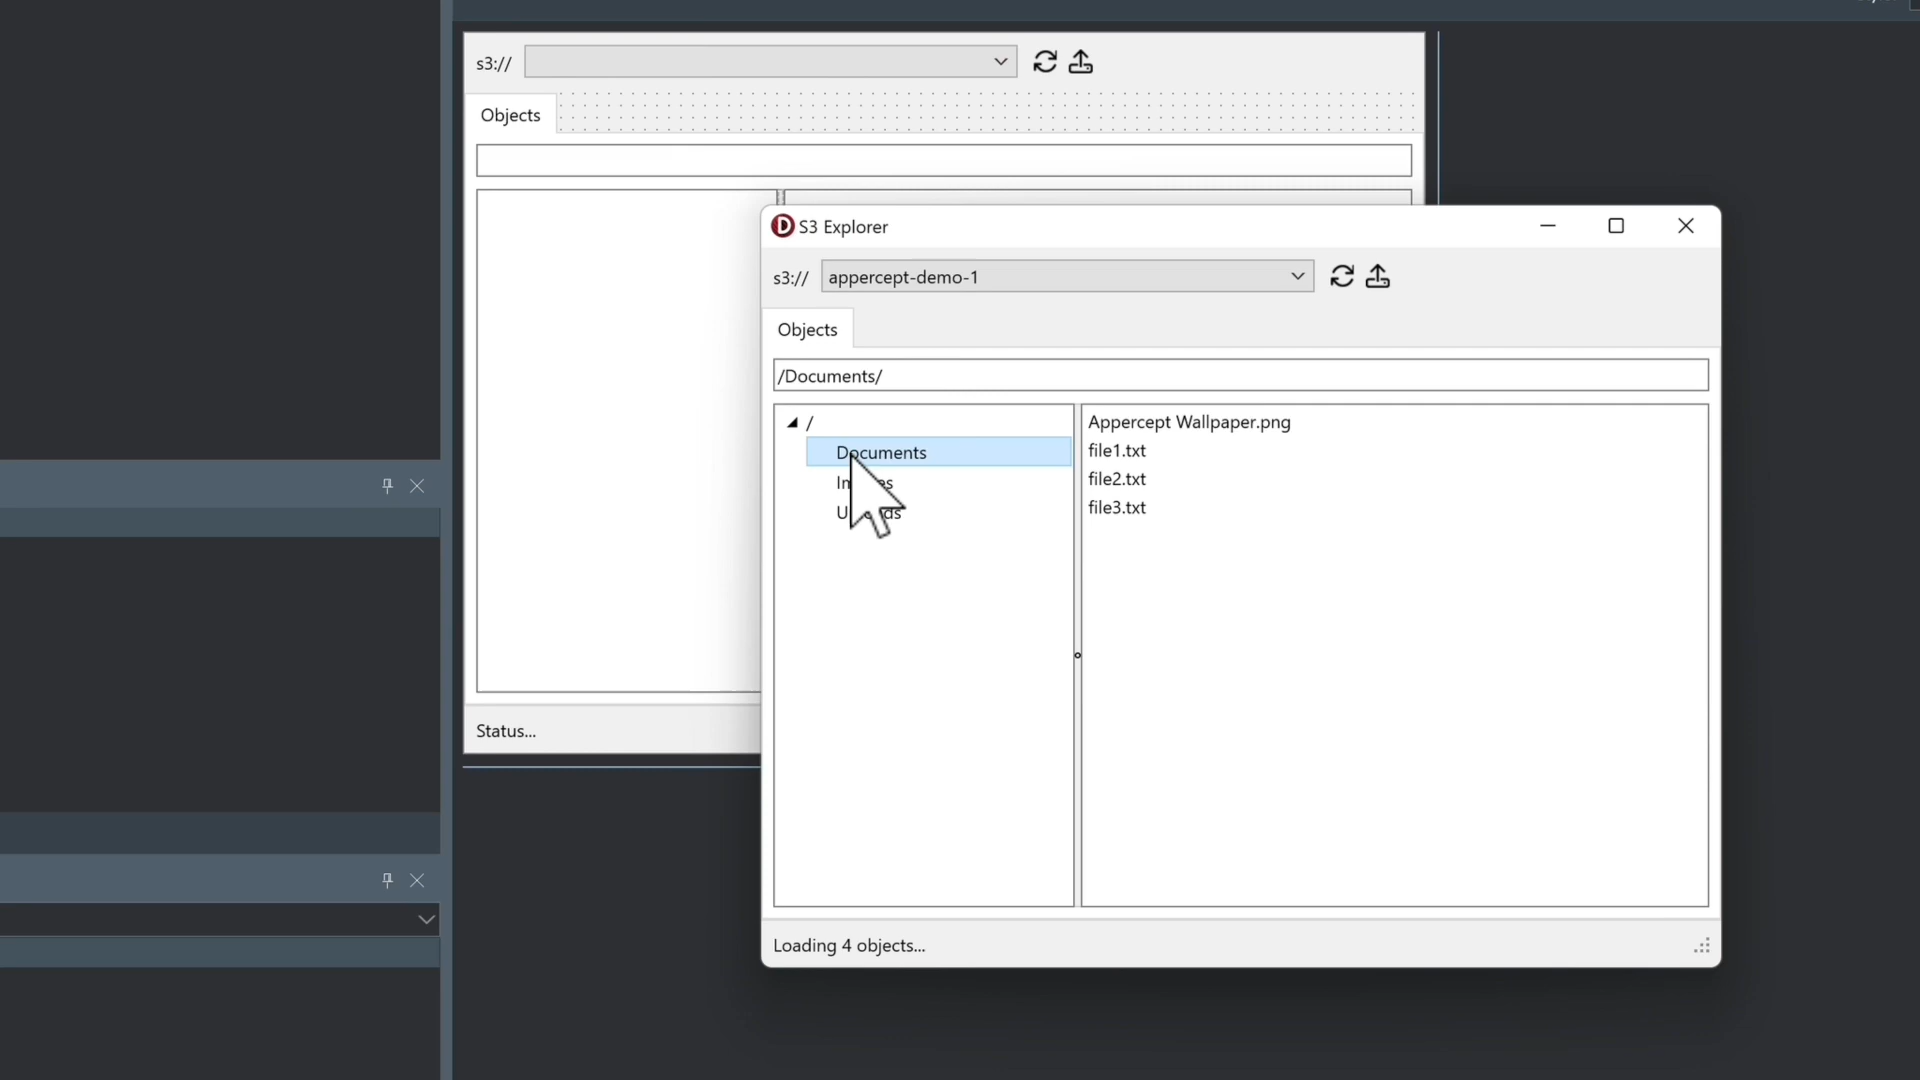 s3://
Objects
Status...
S3 Explorer
s3:// appercept-demo-1
Objects
/Documents/
/
Documents
Appercept Wallpaper.png
file1.txt
file2.txt
file3.txt
Loading 4 objects...